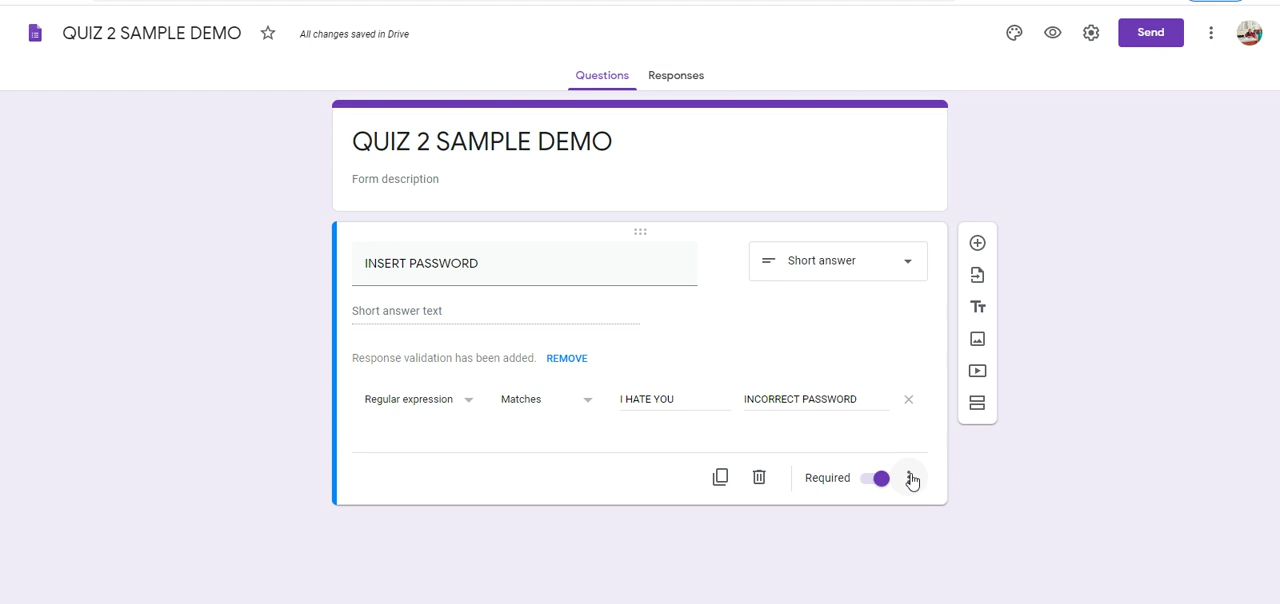 QUIZ 2 SAMPLE DEMO All changes saved in Drive Send
Questions Responses
QUIZ 2 SAMPLE DEMO
Form description
INSERT PASSWORD Short answer
Tt
Short answer text
Response validation has been added. REMOVE
Regular expression Matches I HATE YOU INCORRECT PASSWORD
Required